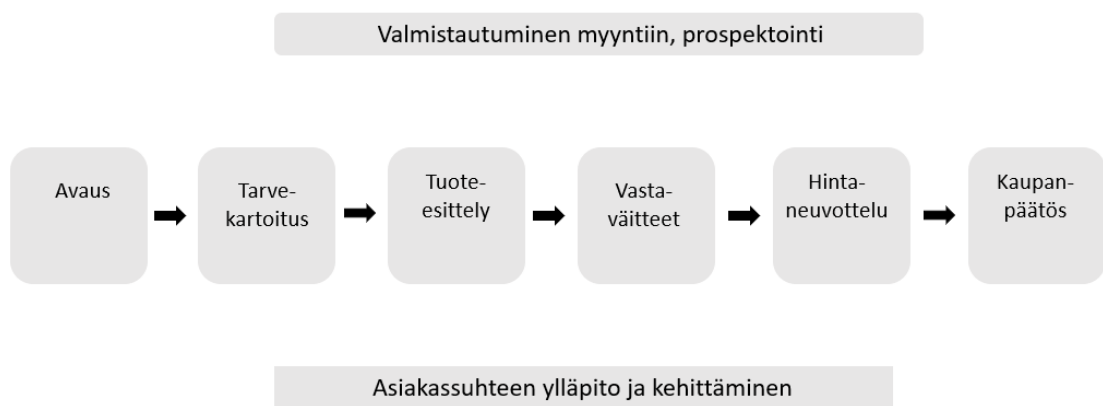 Valmistautuminen myyntiin, prospektointi
Avaus
Tarve-
kartoitus
Tuote-
esittely
Vasta-
väitteet
Hinta-
neuvottelu
Kaupan-
päätös
Asiakassuhteen ylläpito ja kehittäminen